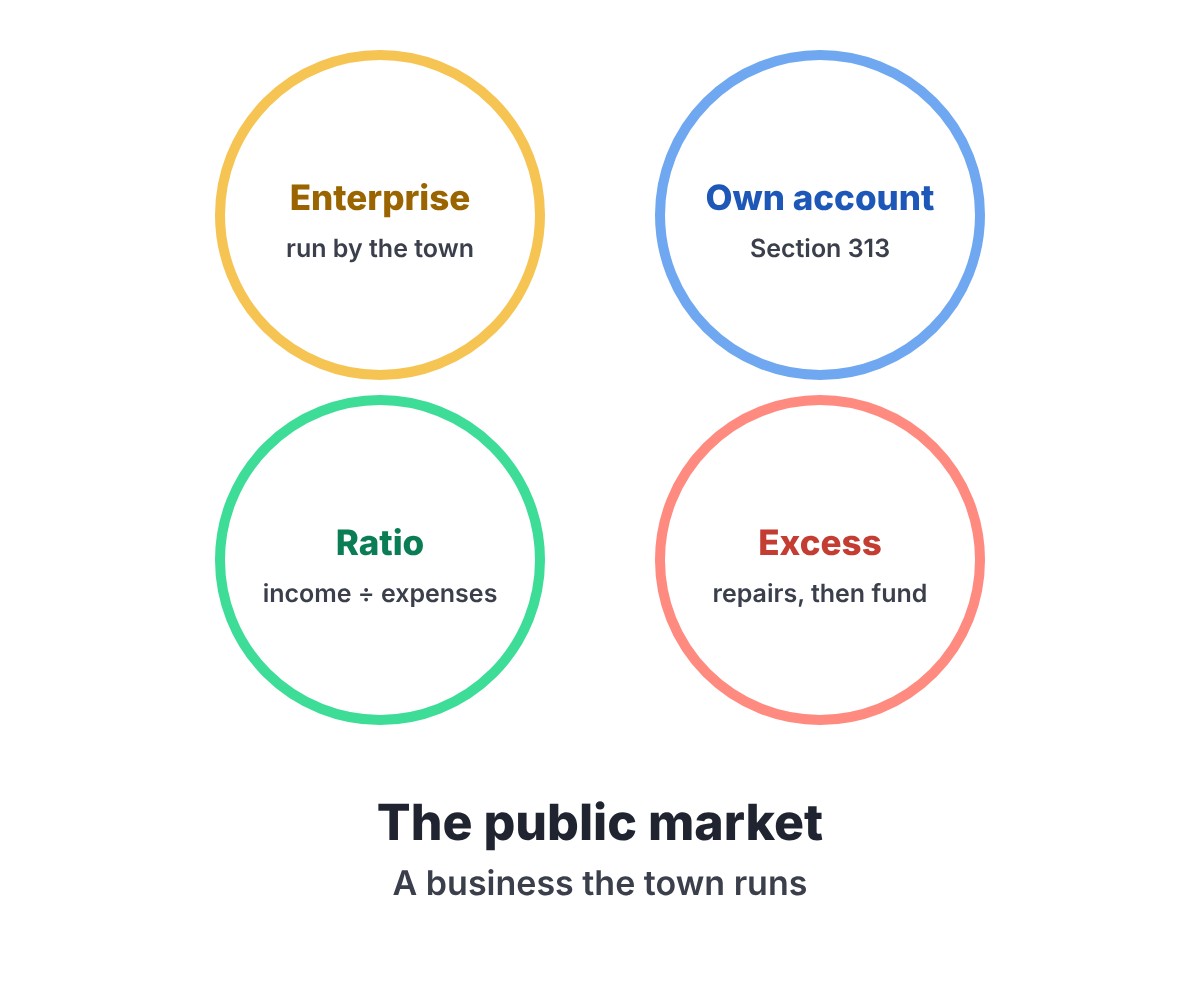 Enterprise
run by the town
Own account
Section 313
Ratio
income ÷ expenses
Excess
repairs, then fund
The public market
A business the town runs